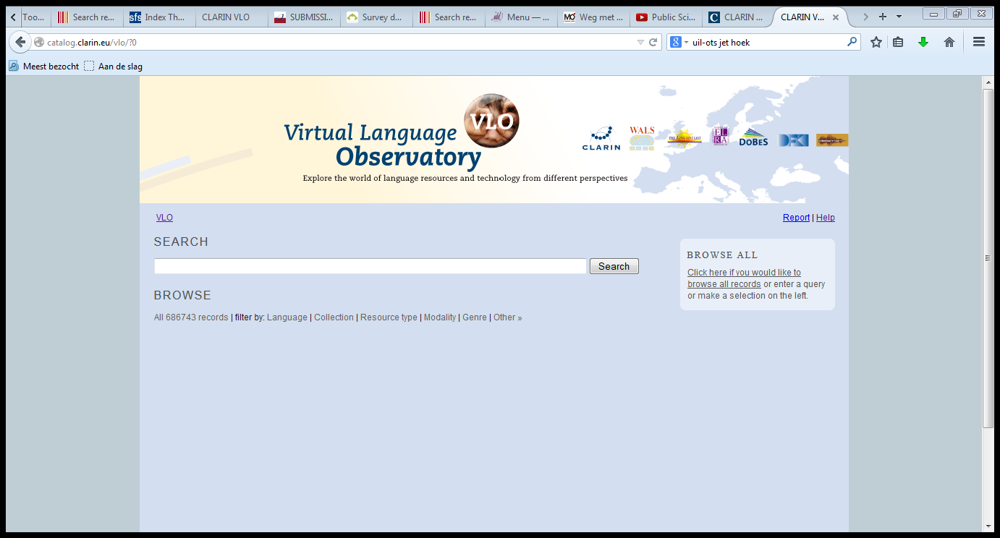 Too...
Search re...
sfs Index Th...
CLARIN VLO
SUBMISSI...
Survey d...
Search re...
Menu — ...
MO Weg met ...
Public Sci...
C CLARIN ...
CLARIN V...
catalog.clarin.eu/vlo/?0
8 uil-ots jet hoek
Meest bezocht Aan de slag
Virtual Language
Observatory
VLO
Explore the world of language resources and technology from different perspectives
CLARIN
WALS
THE LINGUIST LIST
ELRA
DOBES
DFKI
VLO
Report | Help
SEARCH
Search
BROWSE
All 686743 records | filter by: Language | Collection | Resource type | Modality | Genre | Other »
BROWSE ALL
Click here if you would like to
browse all records or enter a query
or make a selection on the left.